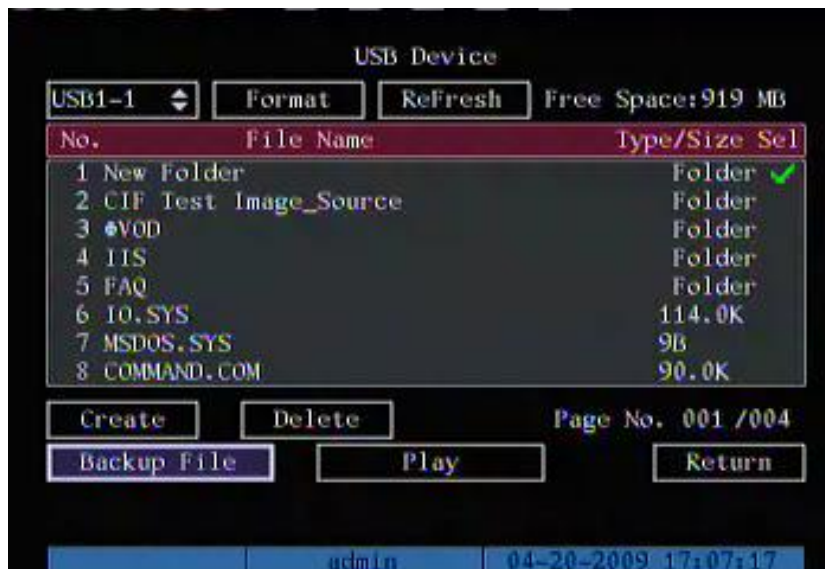 USB Device
USB1-1 Format ReFresh Free Space:919 MB
No. File Name Type/Size Sel
1 New Folder Folder
2 CIF Test Image_Source Folder
3 VOD Folder
4 IIS Folder
5 FAQ Folder
6 IO.SYS 114.0K
7 MSDOS.SYS 9B
8 COMMAND.COM 90.0K
Create Delete Page No. 001 /004
Backup File Play Return
admin 04-20-2009 17:07:17